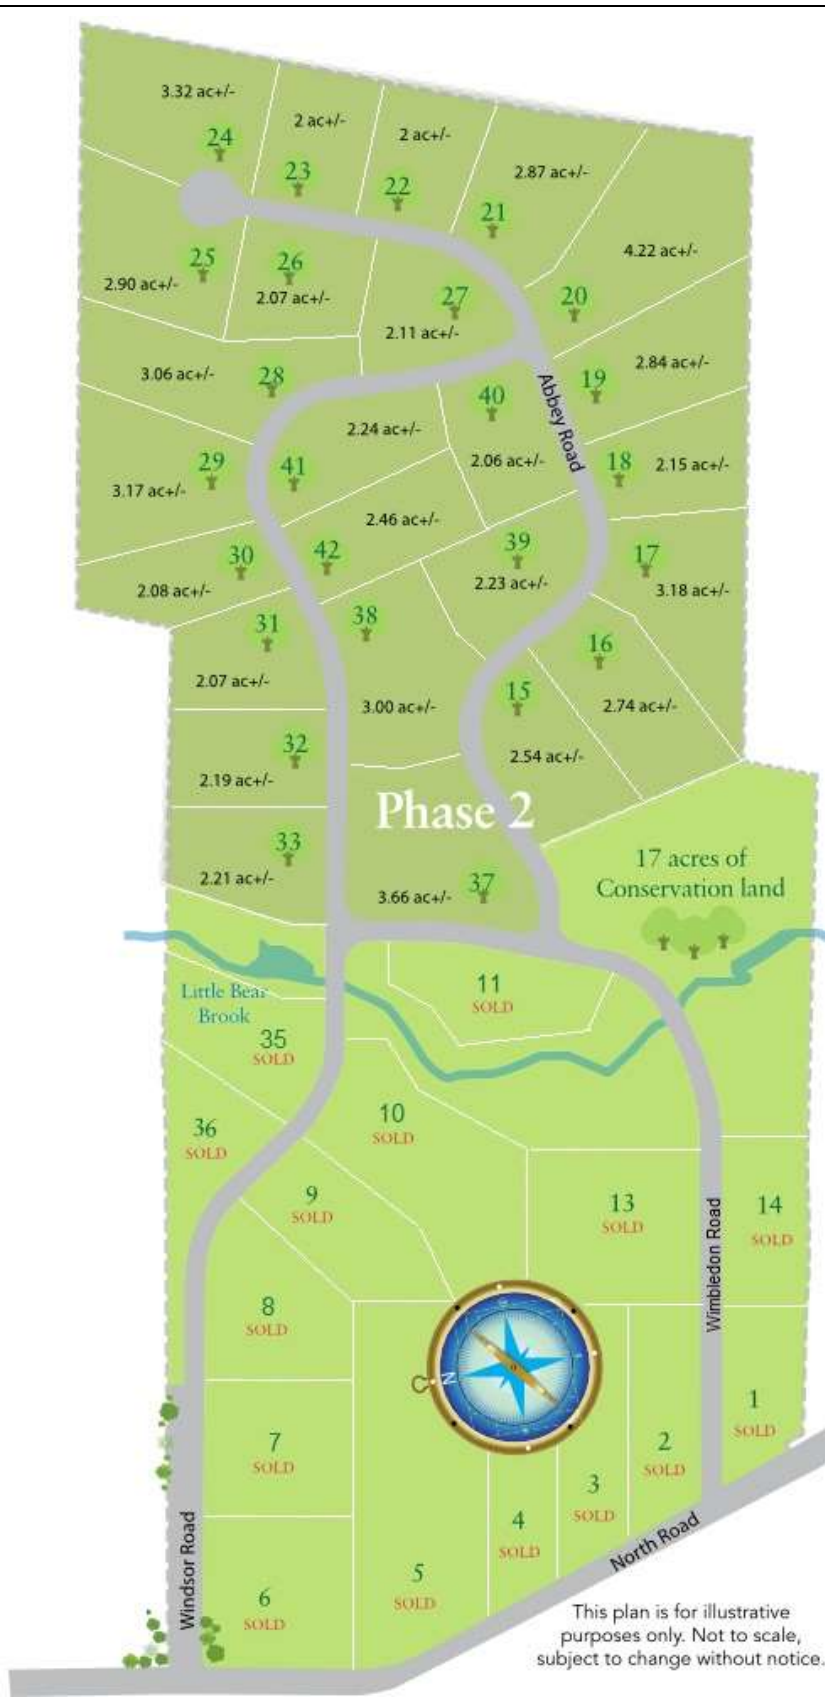 3.32 ac+/-
24
2 ac+/-
23
2 ac+/-
22
2.87 ac+/-
21
4.22 ac+/-
20
25
2.90 ac+/-
26
2.07 ac+/-
27
2.11 ac+/-
2.84 ac+/-
19
3.06 ac+/-
28
40
2.06 ac+/-
Abbey Road
2.24 ac+/-
41
18
2.15 ac+/-
29
3.17 ac+/-
2.46 ac+/-
42
39
2.23 ac+/-
17
3.18 ac+/-
30
2.08 ac+/-
31
2.07 ac+/-
38
3.00 ac+/-
16
2.74 ac+/-
15
2.54 ac+/-
32
2.19 ac+/-
Phase 2
33
2.21 ac+/-
37
3.66 ac+/-
17 acres of
Conservation land
Little Bear
Brook
11
SOLD
35
SOLD
36
SOLD
10
SOLD
9
SOLD
13
SOLD
14
SOLD
Wimbledon Road
8
SOLD
N
7
SOLD
1
SOLD
2
SOLD
3
SOLD
4
SOLD
5
SOLD
6
SOLD
Windsor Road
North Road
This plan is for illustrative
purposes only. Not to scale,
subject to change without notice.